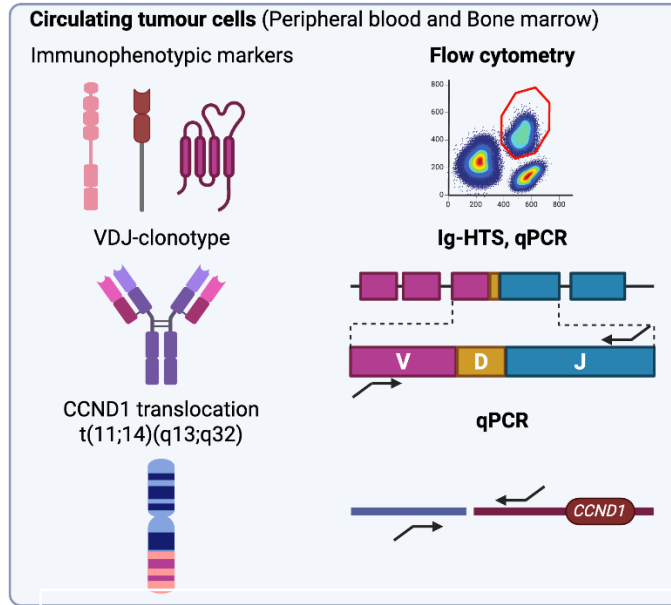 Circulating tumour cells (Peripheral blood and Bone marrow)
Immunophenotypic markers
Flow cytometry
800
600
400
200
0
0 200 400 600 800
VDJ-clonotype
Ig-HTS, qPCR
V D J
CCND1 translocation
t(11;14)(q13;q32)
qPCR
CCND1